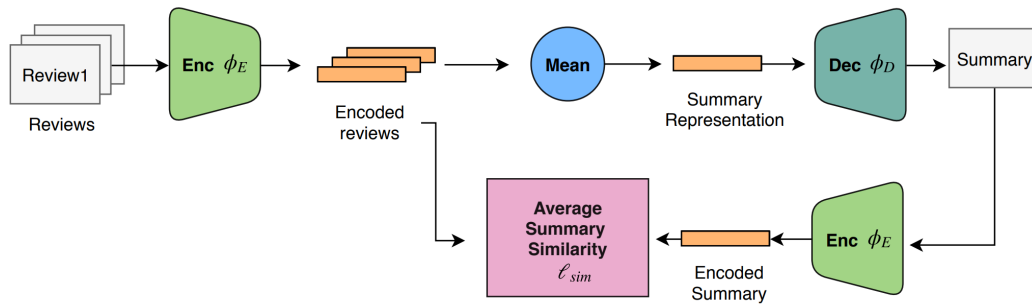 Review1
Reviews
Enc ϕ_E
Encoded
reviews
Mean
Summary
Representation
Dec ϕ_D
Summary
Average
Summary
Similarity
ℓ_sim
Encoded
Summary
Enc ϕ_E